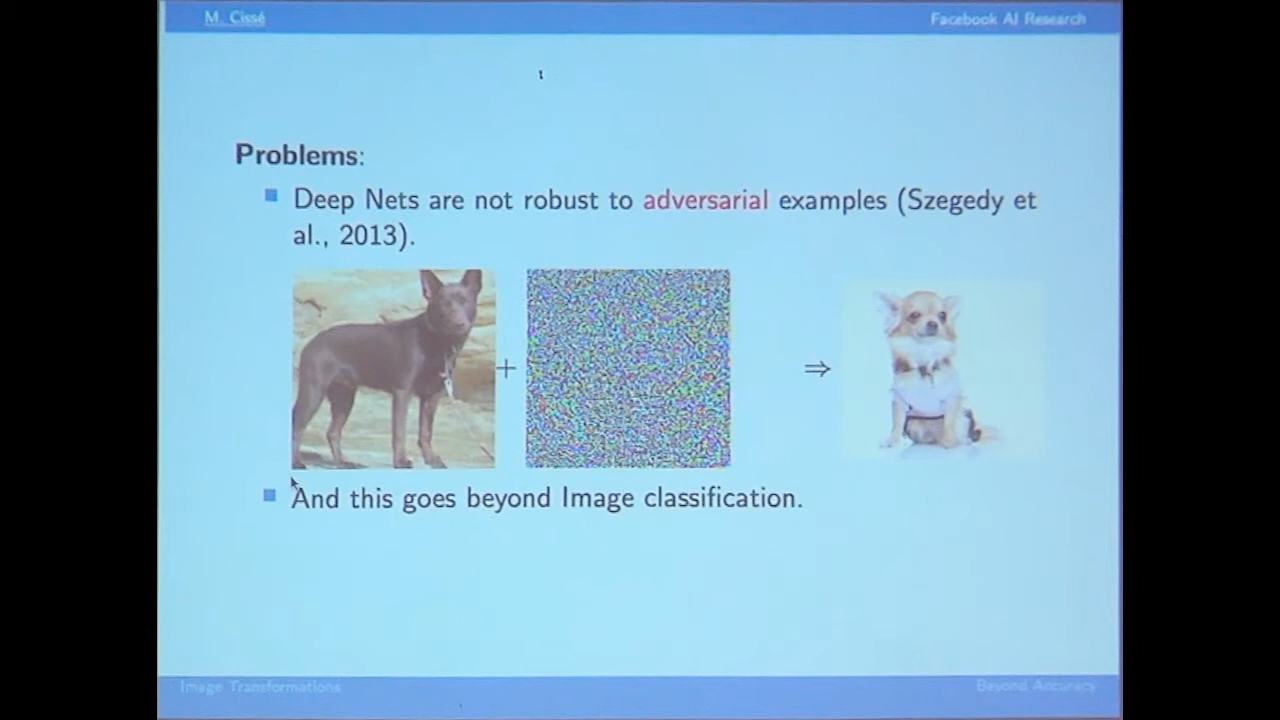 M. Cissé
Facebook AI Research
Problems:
Deep Nets are not robust to adversarial examples (Szegedy et
al., 2013).
+
⇒
And this goes beyond Image classification.
Image Transformations
Beyond Accuracy